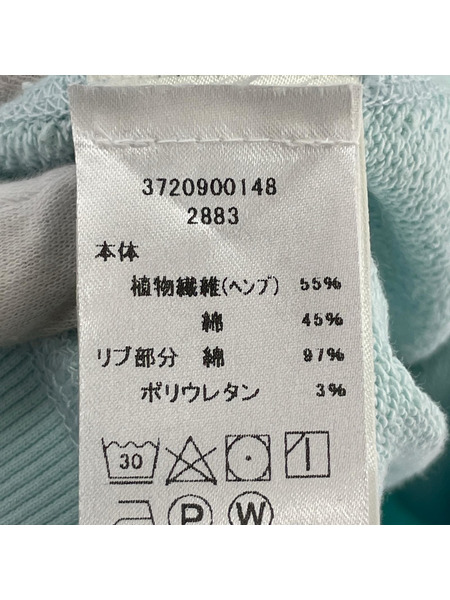 3720900148
2883
本体
植物繊維(ヘンプ) 55%
綿 45%
リブ部分 綿 97%
ポリウレタン 3%
30
P W